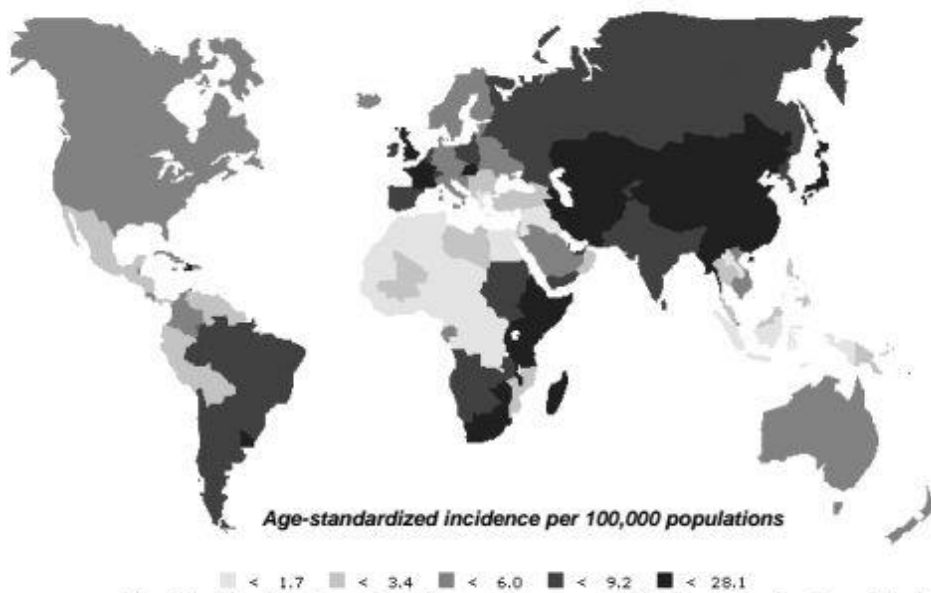 Age-standardized incidence per 100,000 populations
< 1.7 < 3.4 < 6.0 < 9.2 < 28.1